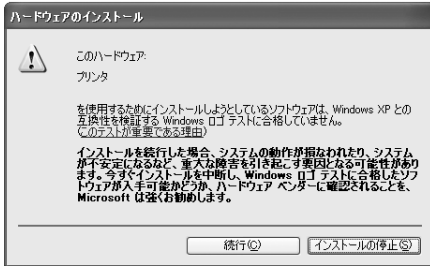 ハードウェアのインストール
このハードウェア:
プリンタ
を使用するためにインストールしようとしているソフトウェアは、Windows XP との
互換性を検証する Windows ロゴ テストに合格していません。
(このテストが重要である理由)
インストールを続行した場合、システムの動作が損なわれたり、システム
が不安定になるなど、重大な障害を引き起こす要因となる可能性があり
ます。今すぐインストールを中断し、Windows ロゴ テストに合格したソフ
トウェアが入手可能かどうか、ハードウェア ベンダーに確認されることを、
Microsoft は強くお勧めします。
続行(C)
インストールの停止(S)